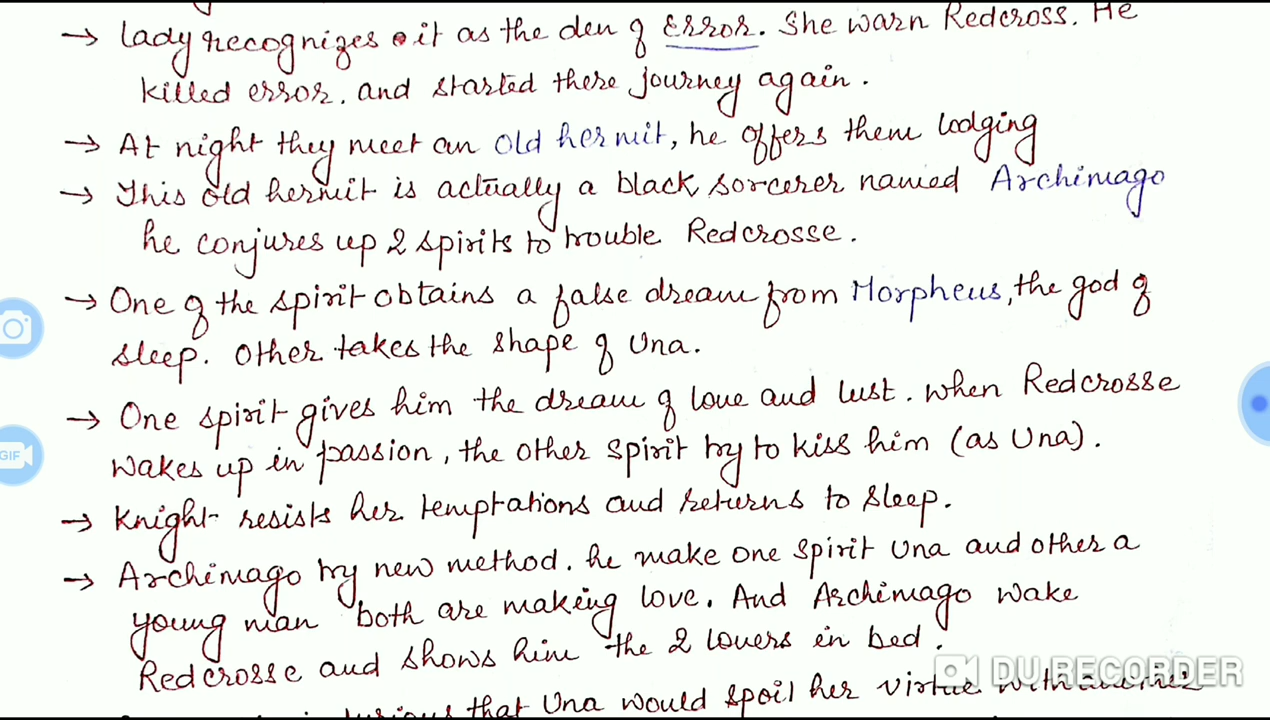 → Lady recognizes it as the den of Error. She warn Redcross. He
killed error. and started there journey again.
→ At night they meet an old hermit, he offers them lodging
→ This old hermit is actually a black sorcerer named Archimago
he conjures up 2 spirits to trouble Redcrosse.
→ One of the spirit obtains a false dream from Morpheus, the god of
sleep. Other takes the shape of Una.
→ One spirit gives him the dream of love and lust. when Redcrosse
wakes up in passion, the other spirit try to kiss him (as Una).
→ Knight resists her temptations and returns to sleep.
→ Archimago try new method. he make one spirit Una and other a
young man both are making love. And Archimago wake
Redcrosse and shows him the 2 lovers in bed.
that Una would spoil her virtue with
DU RECORDER
GIF